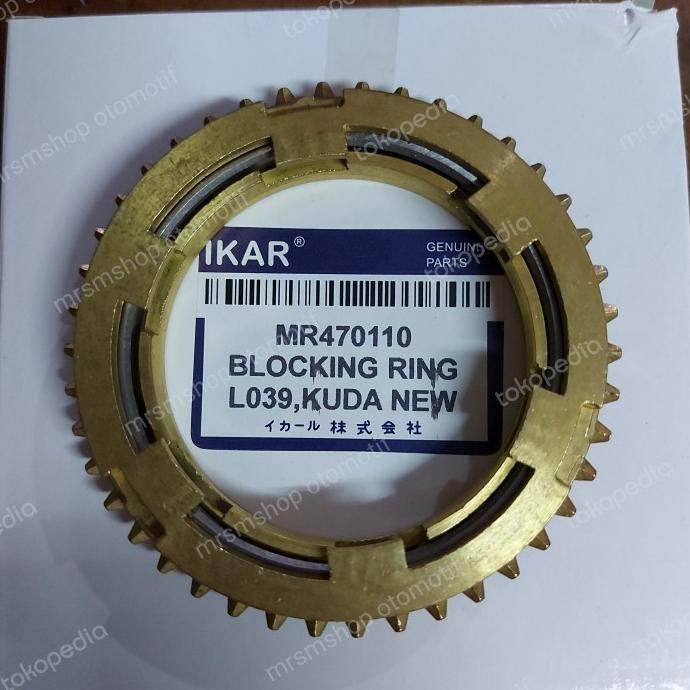 IKAR®
GENUINE
PARTS
MR470110
BLOCKING RING
L039,KUDA NEW
イカール 株式会社
mrsmshop otomotif
tokopedia